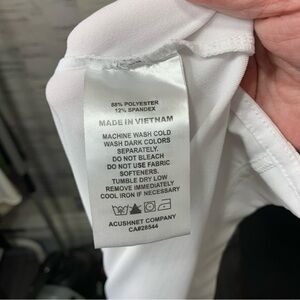 88% POLYESTER
12% SPANDEX
MADE IN VIETNAM
MACHINE WASH COLD
WASH DARK COLORS
SEPARATELY.
DO NOT BLEACH
DO NOT USE FABRIC
SOFTENERS.
TUMBLE DRY LOW
REMOVE IMMEDIATELY
COOL IRON IF NECESSARY
ACUSHNET COMPANY
CA#28544